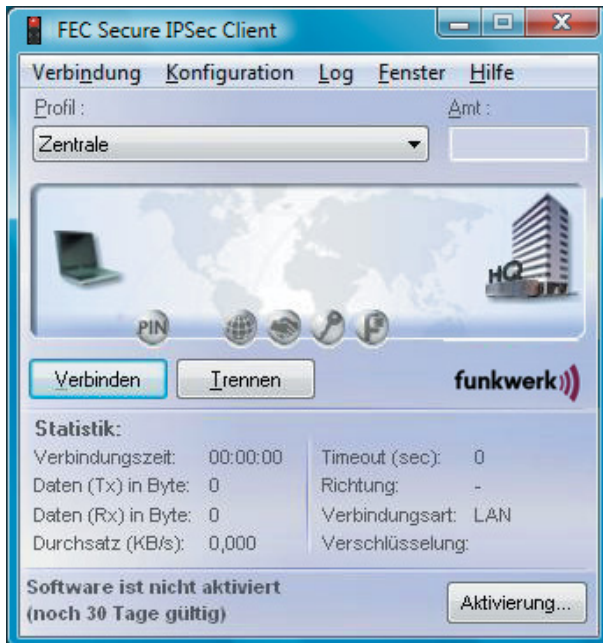 FEC Secure IPSec Client
Verbindung Konfiguration Log Fenster Hilfe
Profil : Amt :
Zentrale
HQ
PIN
Verbinden Trennen funkwerk
Statistik:
Verbindungszeit: 00:00:00 Timeout (sec): 0
Daten (Tx) in Byte: 0 Richtung: -
Daten (Rx) in Byte: 0 Verbindungsart: LAN
Durchsatz (KB/s): 0,000 Verschlüsselung:
Software ist nicht aktiviert
(noch 30 Tage gültig) Aktivierung...